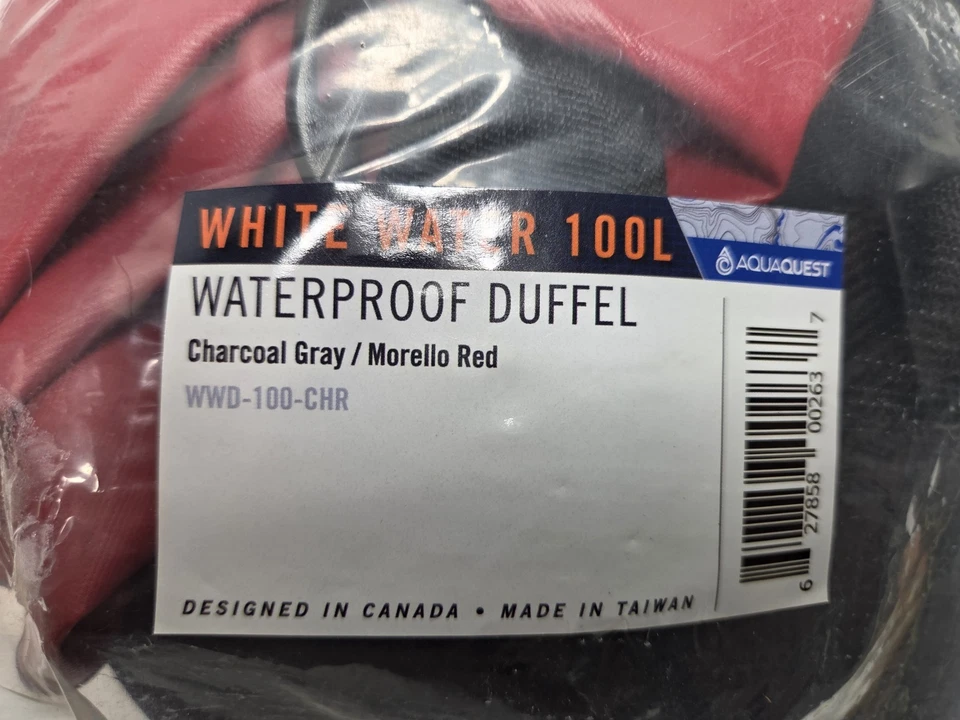 WHITE WATER 100L
AQUAQUEST
WATERPROOF DUFFEL
Charcoal Gray / Morello Red
WWD-100-CHR
6 27858 00263 7
DESIGNED IN CANADA • MADE IN TAIWAN